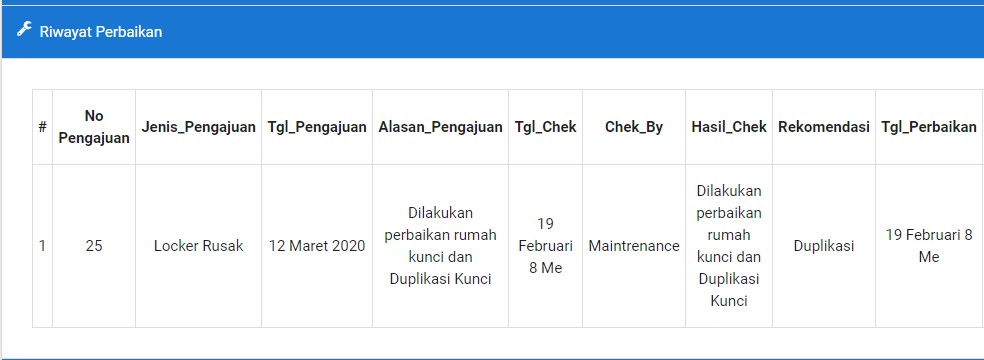 Riwayat Perbaikan
# No Pengajuan Jenis_Pengajuan Tgl_Pengajuan Alasan_Pengajuan Tgl_Chek Chek_By Hasil_Chek Rekomendasi Tgl_Perbaikan
1 25 Locker Rusak 12 Maret 2020 Dilakukan perbaikan rumah kunci dan Duplikasi Kunci 19 Februari 8 Me Maintrenance Dilakukan perbaikan rumah kunci dan Duplikasi Kunci Duplikasi 19 Februari 8 Me